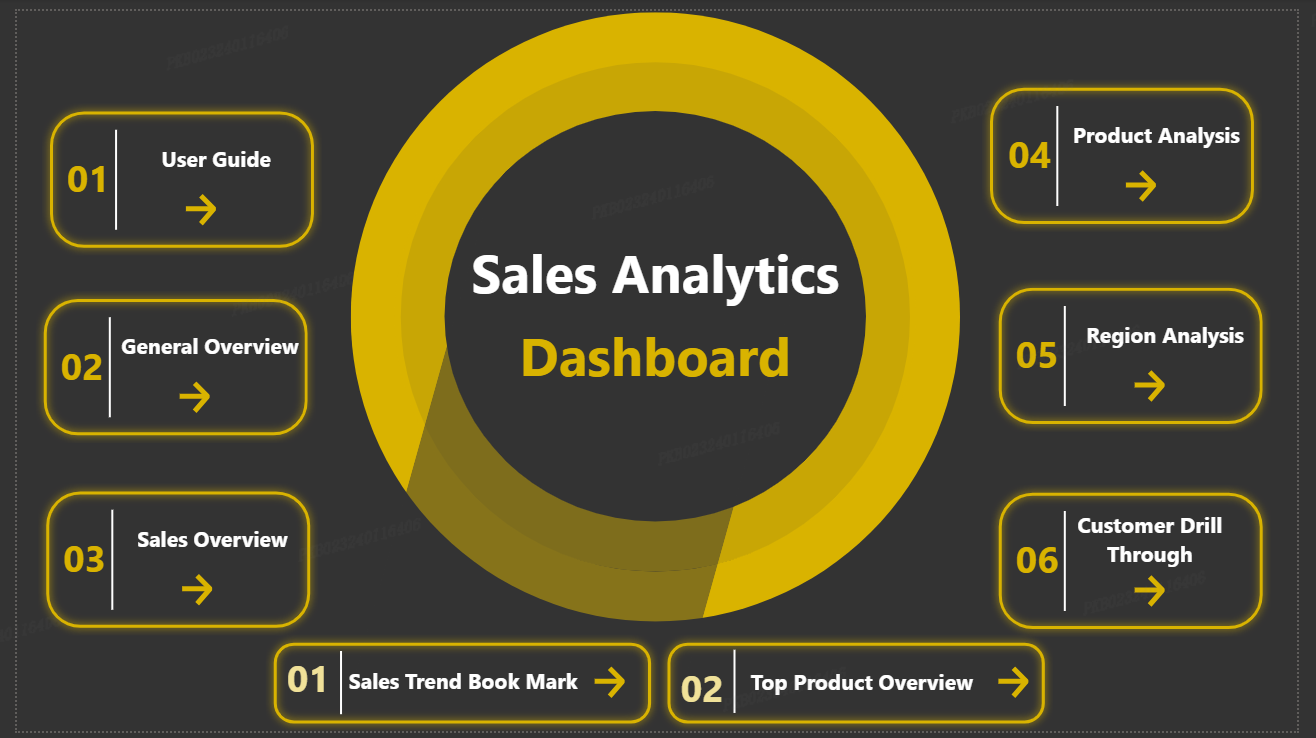 01
User Guide
02
General Overview
03
Sales Overview
Sales Analytics
Dashboard
04
Product Analysis
05
Region Analysis
06
Customer Drill
Through
01
Sales Trend Book Mark
02
Top Product Overview